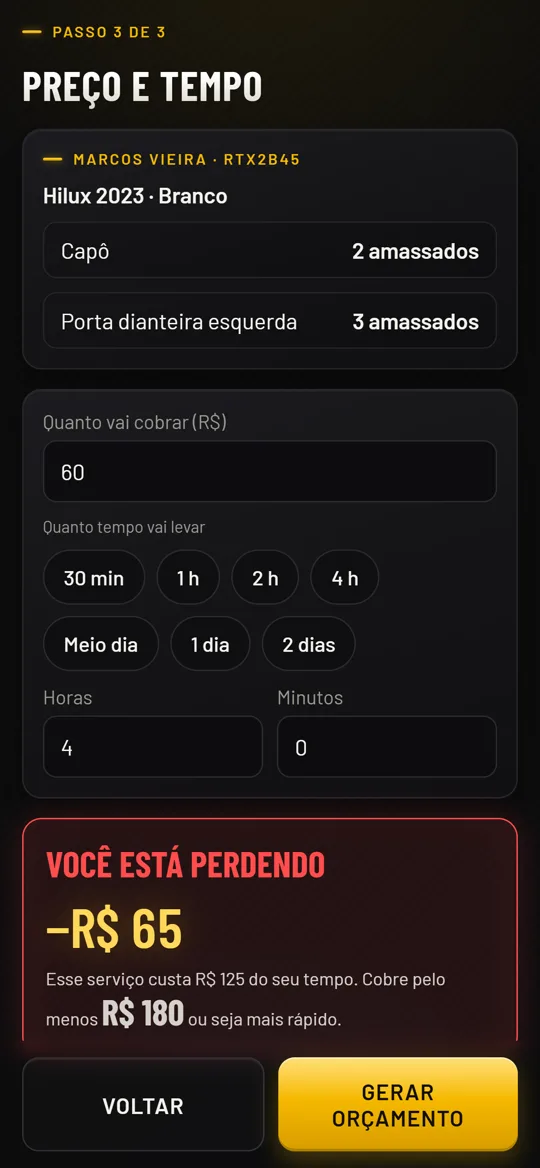 PASSO 3 DE 3
PREÇO E TEMPO
MARCOS VIEIRA · RTX2B45
Hilux 2023 · Branco
Capô 2 amassados
Porta dianteira esquerda 3 amassados
Quanto vai cobrar (R$)
60
Quanto tempo vai levar
30 min 1 h 2 h 4 h
Meio dia 1 dia 2 dias
Horas Minutos
4 0
VOCÊ ESTÁ PERDENDO
−R$ 65
Esse serviço custa R$ 125 do seu tempo. Cobre pelo
menos R$ 180 ou seja mais rápido.
VOLTAR
GERAR
ORÇAMENTO